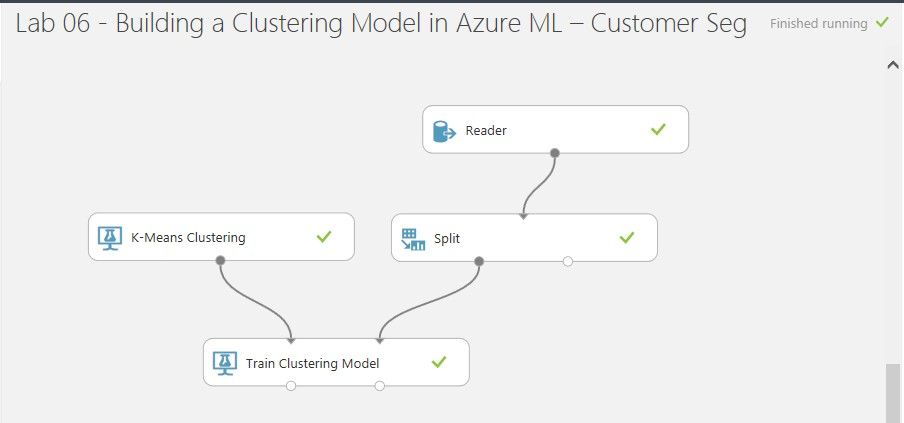 Lab 06 - Building a Clustering Model in Azure ML – Customer Seg
Finished running
Reader
K-Means Clustering
Split
Train Clustering Model